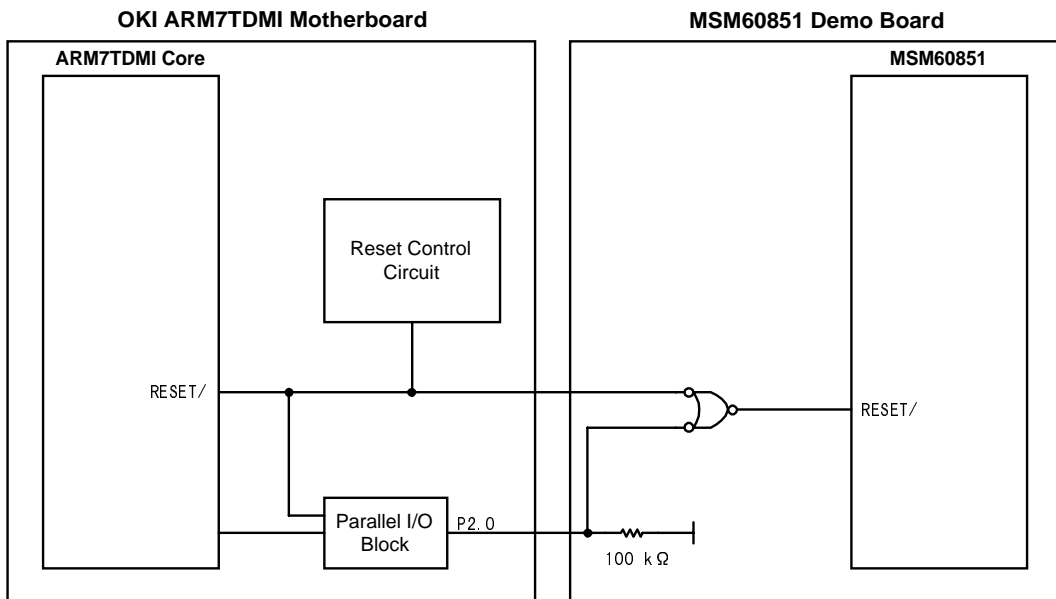 OKI ARM7TDMI Motherboard
MSM60851 Demo Board
ARM7TDMI Core
MSM60851
Reset Control
Circuit
RESET/
RESET/
Parallel I/O
Block
P2.0
100 kΩ